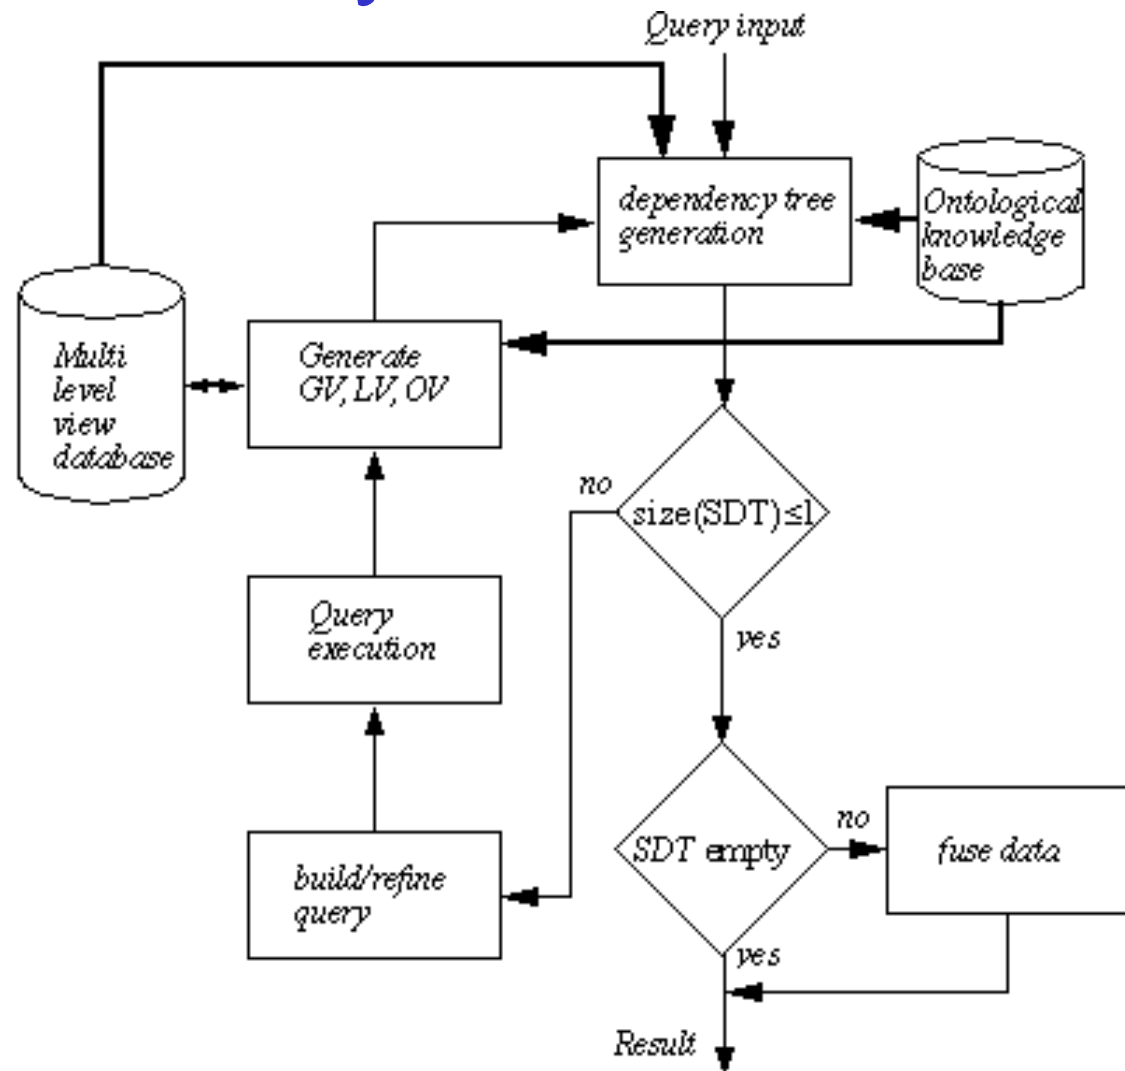 Query input
dependency tree
generation
Ontological
knowledge
base
Multi
level
view
database
Generate
GV, LV, OV
no
size(SDT)≤1
Query
execution
yes
no
build/refine
query
SDT empty
fuse data
yes
Result